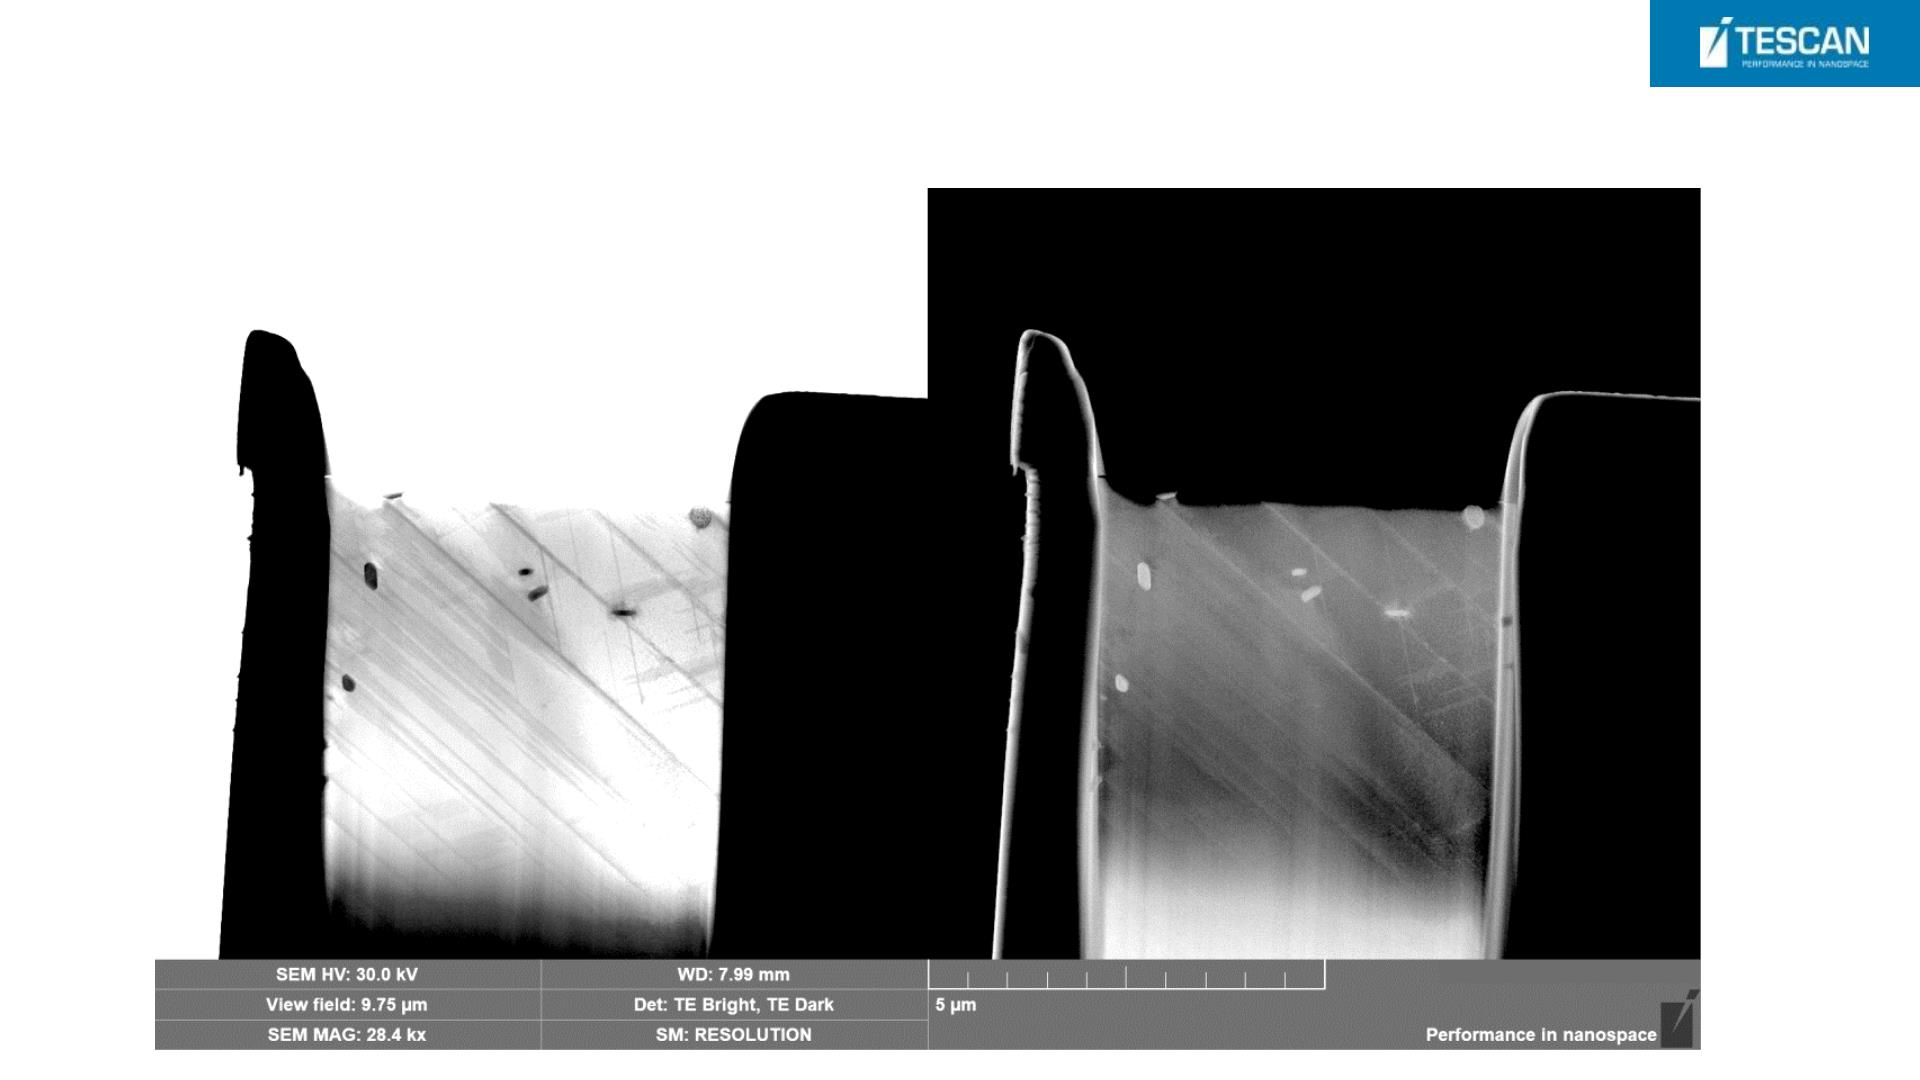 TESCAN
PERFORMANCE IN NANOSPACE
SEM HV: 30.0 kV
WD: 7.99 mm
View field: 9.75 µm
Det: TE Bright, TE Dark
5 µm
SEM MAG: 28.4 kx
SM: RESOLUTION
Performance in nanospace